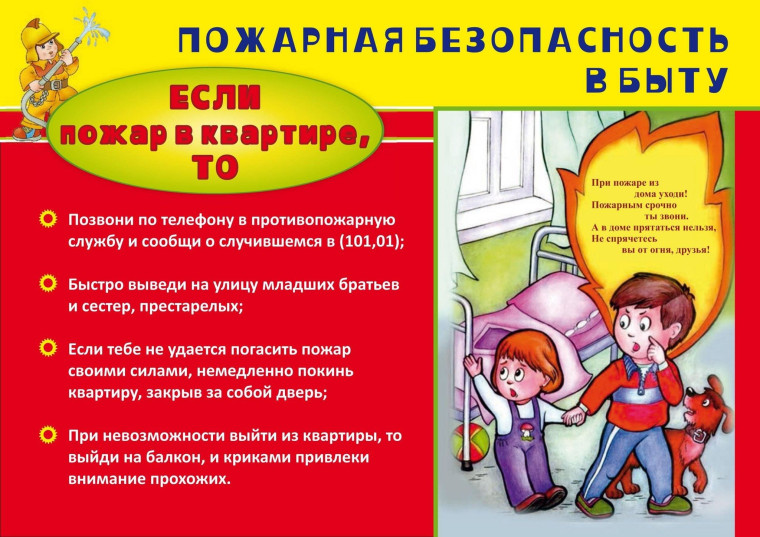 ПОЖАРНАЯ БЕЗОПАСНОСТЬ
В БЫТУ
ЕСЛИ
пожар в квартире,
ТО
Позвони по телефону в противопожарную
службу и сообщи о случившемся в (101,01);
Быстро выведи на улицу младших братьев
и сестер, престарелых;
Если тебе не удается погасить пожар
своими силами, немедленно покинь
квартиру, закрыв за собой дверь;
При невозможности выйти из квартиры, то
выйди на балкон, и криками привлеки
внимание прохожих.
При пожаре из
дома уходи!
Пожарным срочно
ты звони.
А в доме прятаться нельзя,
Не спрячетесь
вы от огня, друзья!